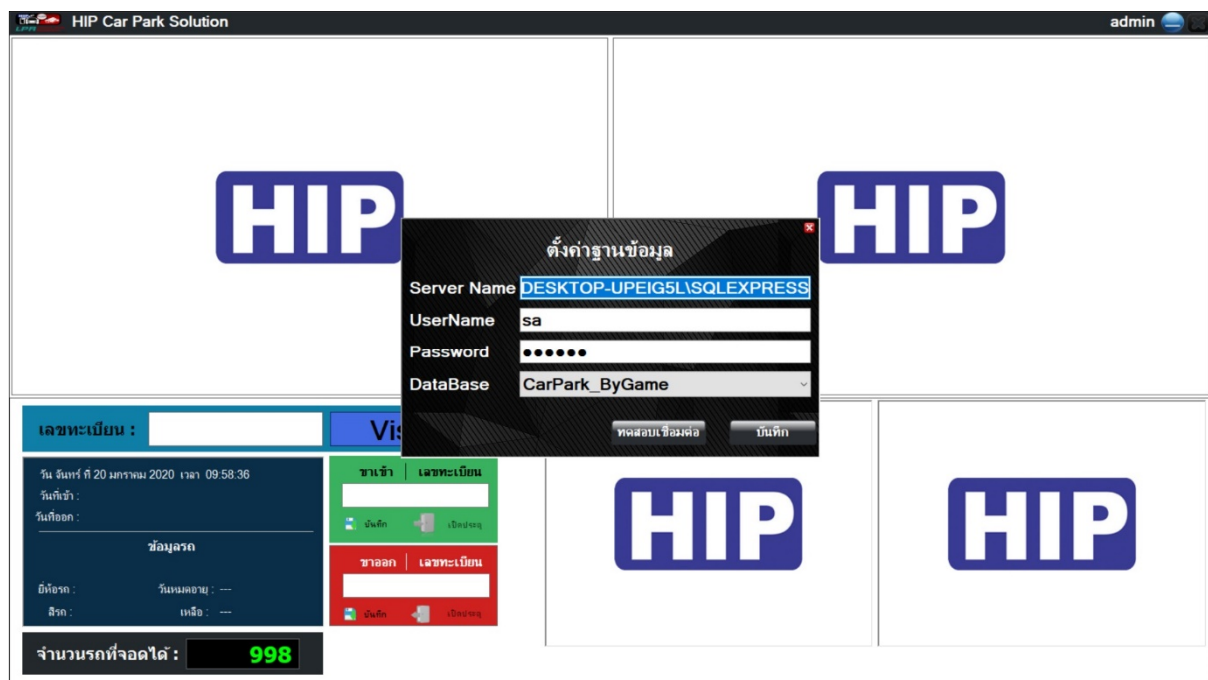 HIP Car Park Solution
admin
HIP
HIP
ตั้งค่าฐานข้อมูล
Server Name DESKTOP-UPEIG5L\SQLEXPRESS
UserName sa
Password ●●●●●●
DataBase CarPark_ByGame
ทดสอบเชื่อมต่อ บันทึก
เลขทะเบียน :
วัน จันทร์ ที่ 20 มกราคม 2020 เวลา 09:58:36
วันที่เข้า :
วันที่ออก :
ข้อมูลรถ
ยี่ห้อรถ : วันหมดอายุ : ---
สีรถ : เหลือ : ---
ขาเข้า | เลขทะเบียน
บันทึก เปิดประตู
ขาออก | เลขทะเบียน
บันทึก เปิดประตู
จำนวนรถที่จอดได้ : 998
HIP
HIP